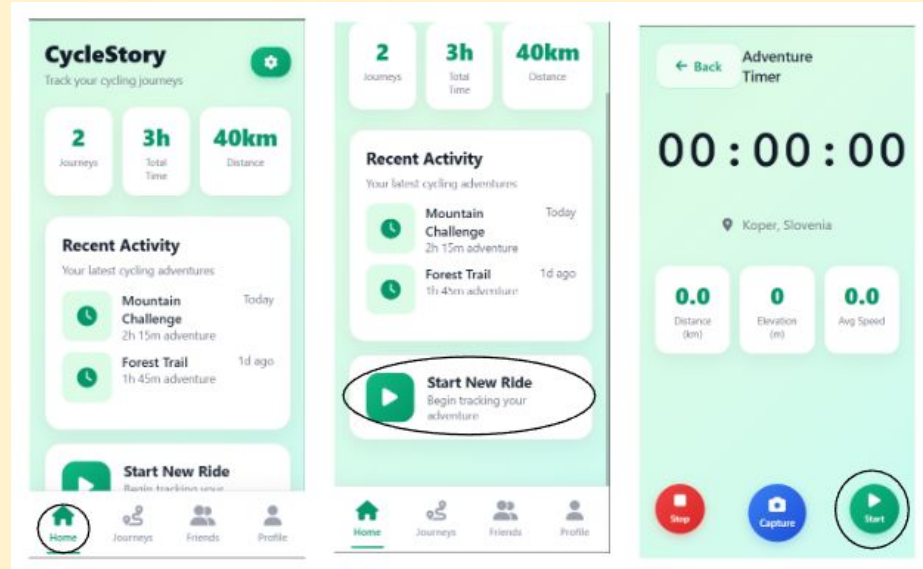 CycleStory
Track your cycling journeys
2
Journeys
3h
Total
Time
40km
Distance
Recent Activity
Your latest cycling adventures
Mountain
Challenge
Today
2h 15m adventure
Forest Trail
1d ago
1h 45m adventure
Start New Ride
Begin tracking your
Home
Journeys
Friends
Profile
2
Journeys
3h
Total
Time
40km
Distance
Recent Activity
Your latest cycling adventures
Mountain
Challenge
Today
2h 15m adventure
Forest Trail
1d ago
1h 45m adventure
Start New Ride
Begin tracking your
adventure
Home
Journeys
Friends
Profile
← Back
Adventure
Timer
00:00:00
Koper, Slovenia
0.0
Distance
(km)
0
Elevation
(m)
0.0
Avg Speed
Stop
Capture
Start